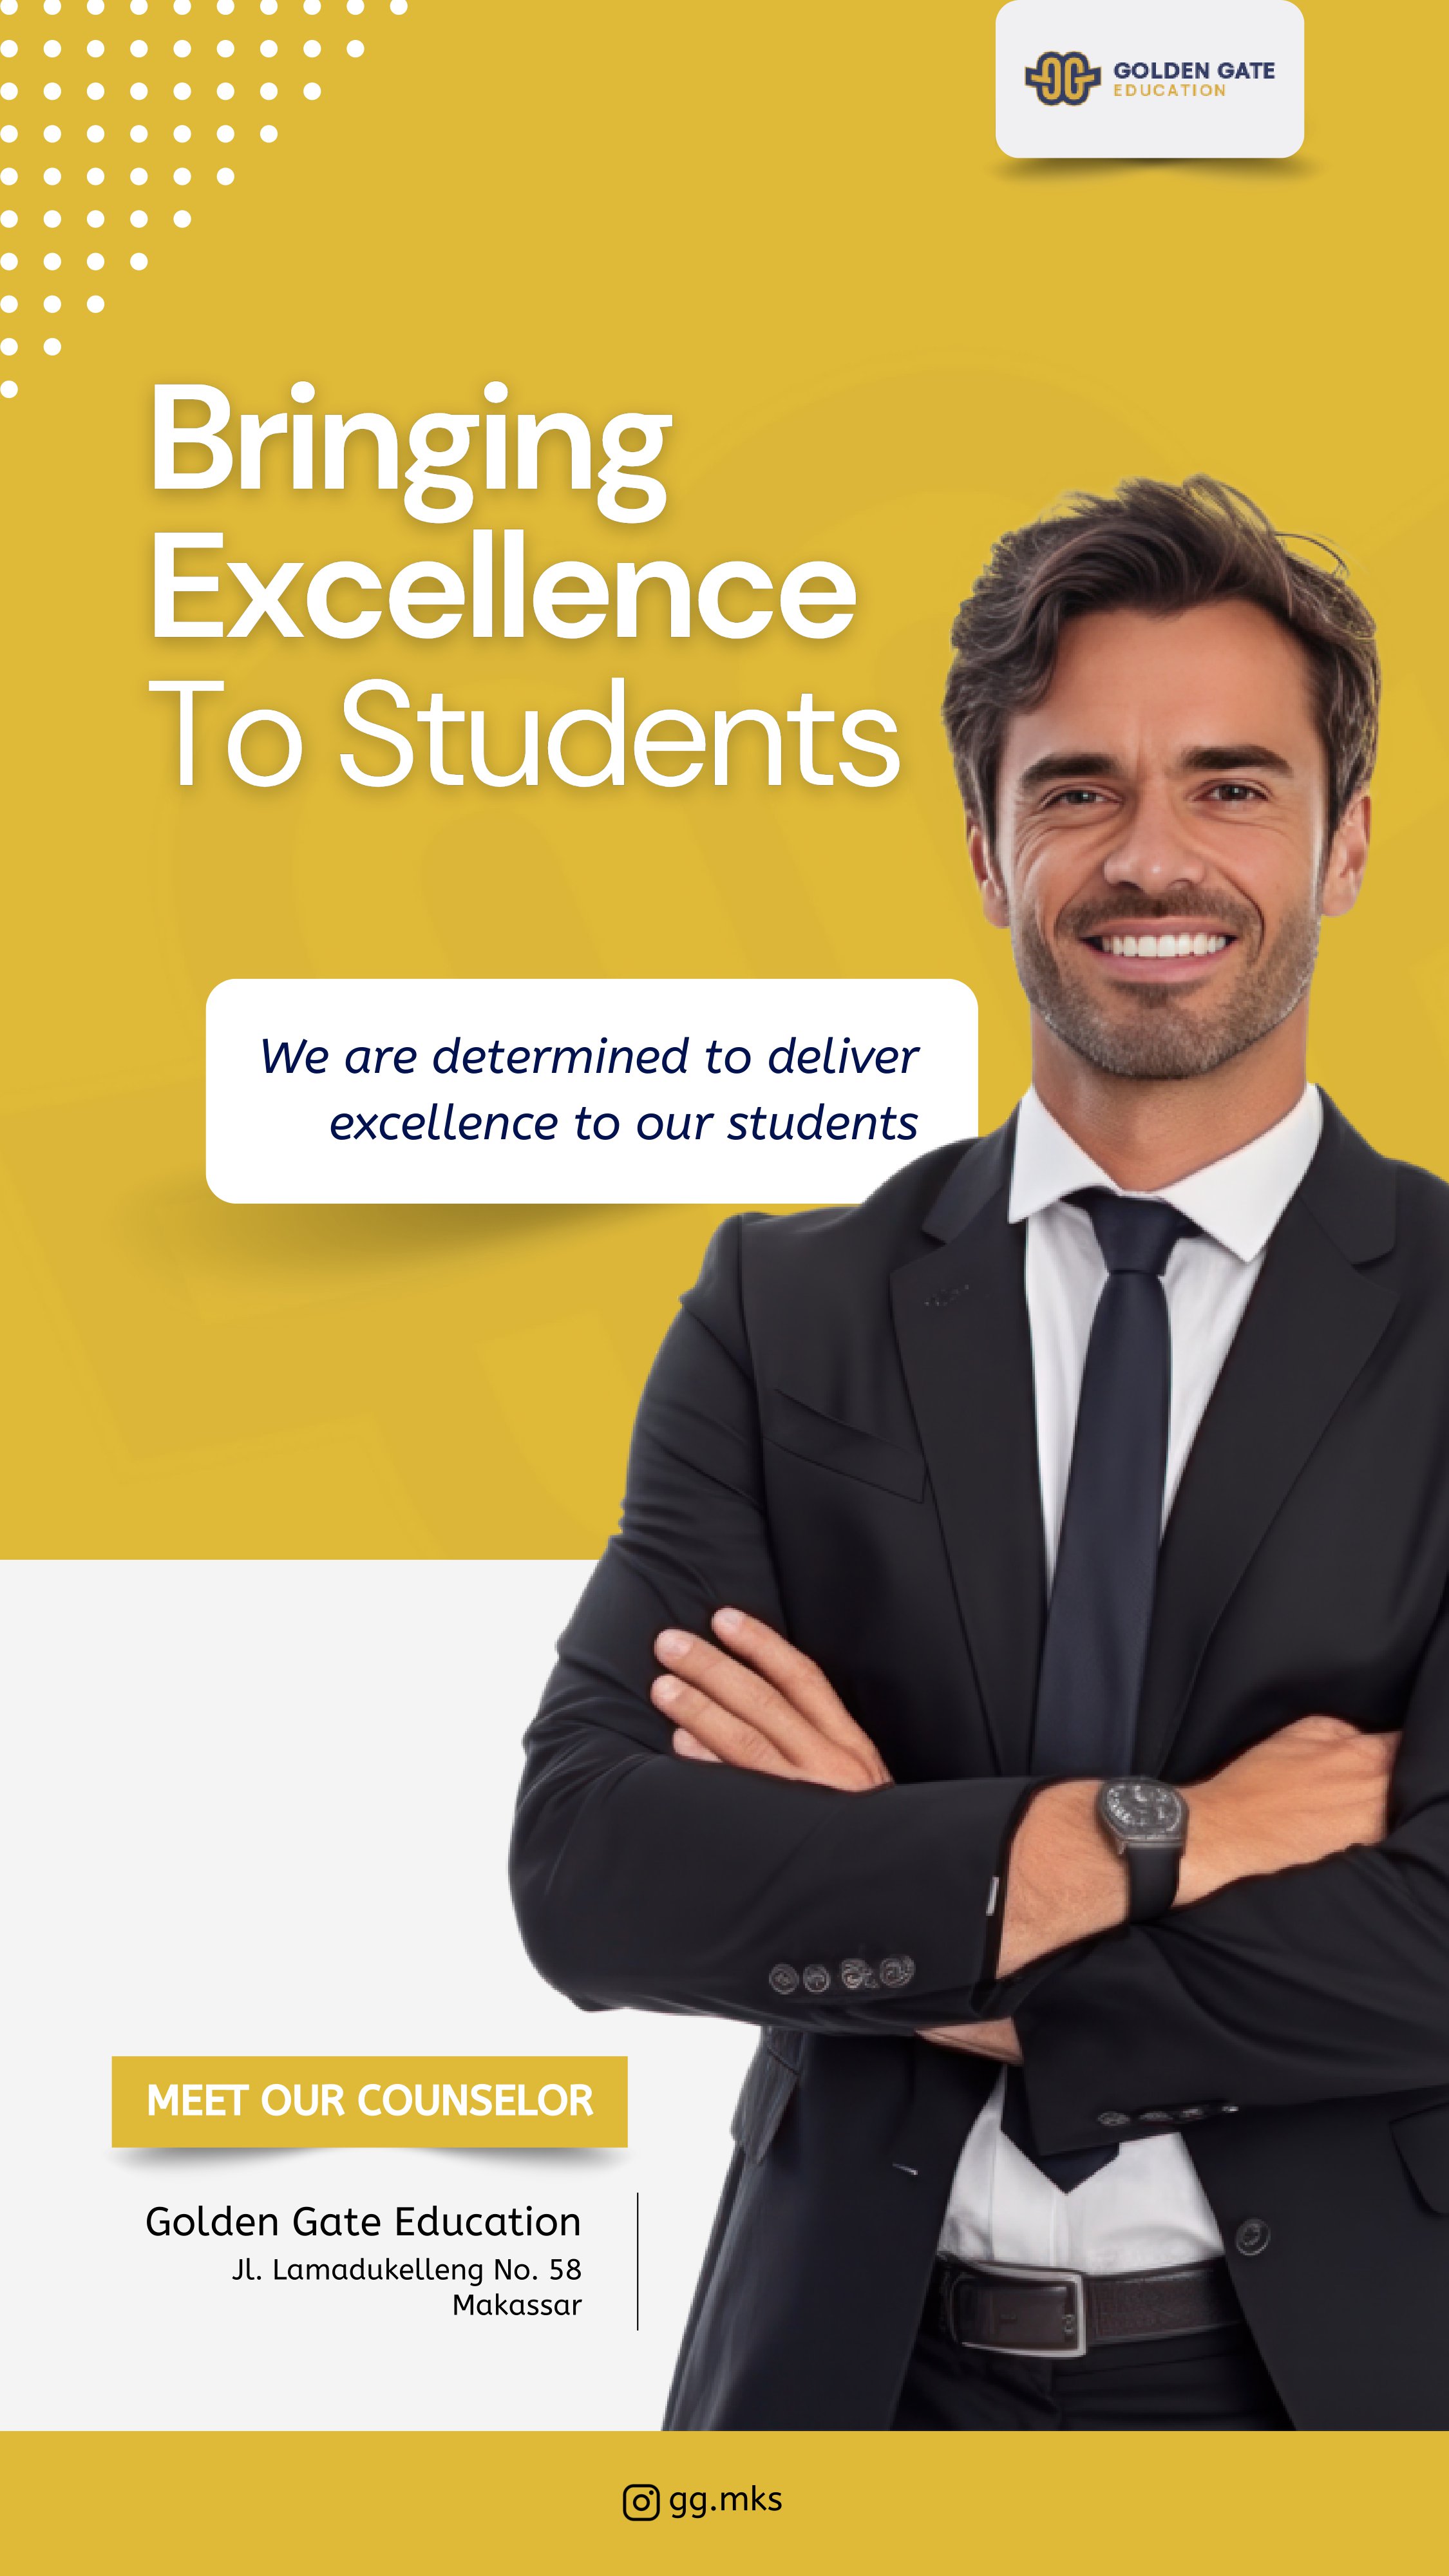 GOLDEN GATE
EDUCATION
Bringing
Excellence
To Students
We are determined to deliver
excellence to our students
MEET OUR COUNSELOR
Golden Gate Education
Jl. Lamadukelleng No. 58
Makassar
gg.mks